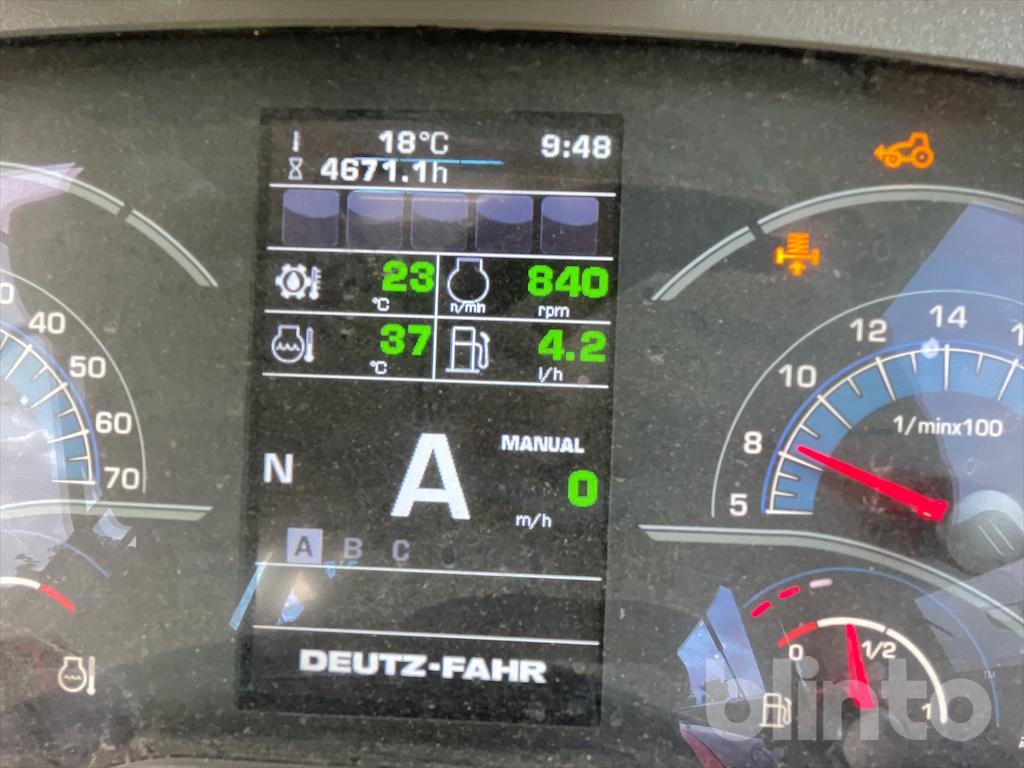 18°C 9:48
4671.1h
23 °C 840 rpm
n/min
37 °C 4.2 l/h
N A MANUAL
0
m/h
A B C
DEUTZ-FAHR
40
50
60
70
5
8
10
12
14
1/minx100
0 1/2 1
blinto™